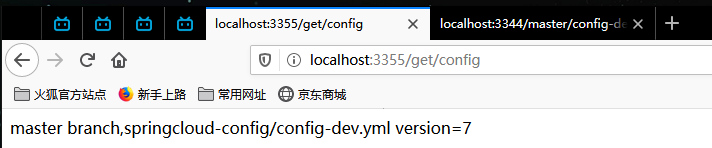 localhost:3355/get/config
localhost:3344/master/config-de
localhost:3355/get/config
火狐官方站点 新手上路 常用网址 京东商城
master branch,springcloud-config/config-dev.yml version=7